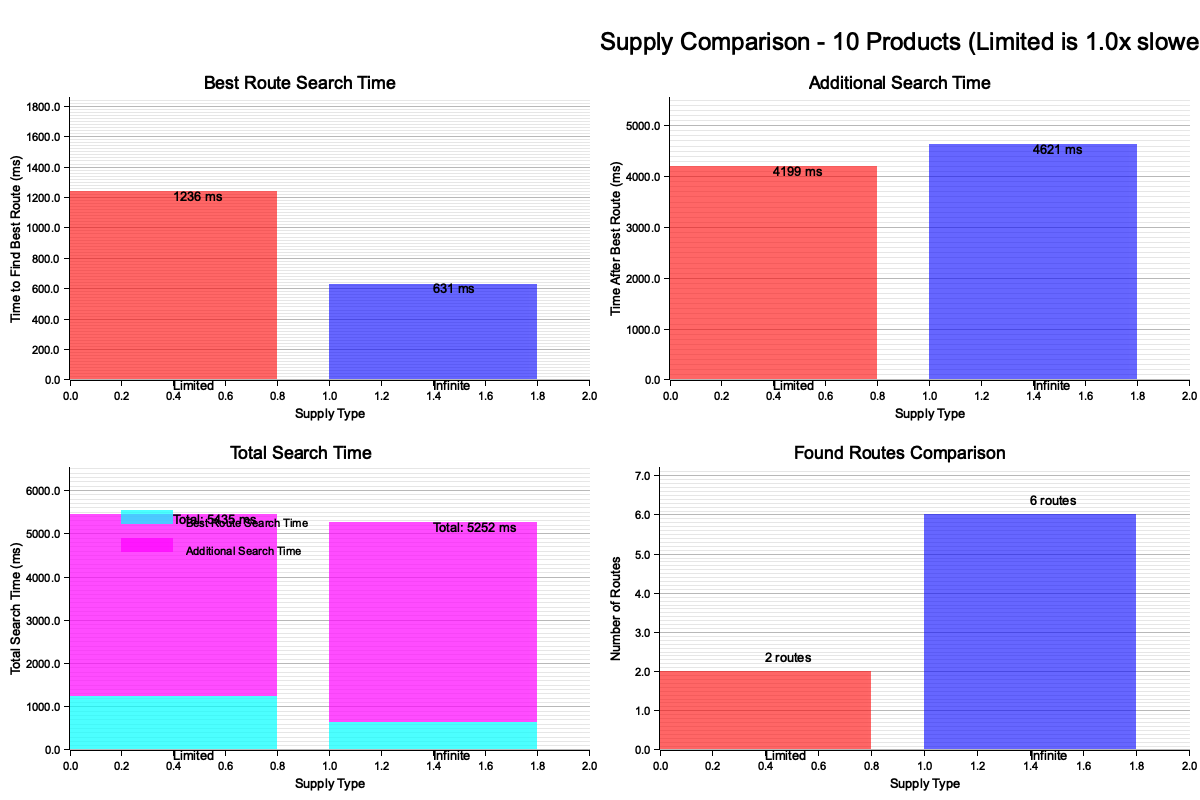 Supply Comparison - 10 Products (Limited is 1.0x slowe
Best Route Search Time
Time to Find Best Route (ms)
1800.0
1600.0
1400.0
1200.0
1000.0
800.0
600.0
400.0
200.0
0.0
1236 ms
631 ms
Limited
Infinite
0.0 0.2 0.4 0.6 0.8 1.0 1.2 1.4 1.6 1.8 2.0
Supply Type
Additional Search Time
Time After Best Route (ms)
5000.0
4000.0
3000.0
2000.0
1000.0
0.0
4199 ms
4621 ms
Limited
Infinite
0.0 0.2 0.4 0.6 0.8 1.0 1.2 1.4 1.6 1.8 2.0
Supply Type
Total Search Time
Total Search Time (ms)
6000.0
5000.0
4000.0
3000.0
2000.0
1000.0
0.0
Total: 5435 ms
Best Route Search Time
Additional Search Time
Total: 5252 ms
Limited
Infinite
0.0 0.2 0.4 0.6 0.8 1.0 1.2 1.4 1.6 1.8 2.0
Supply Type
Found Routes Comparison
Number of Routes
7.0
6.0
5.0
4.0
3.0
2.0
1.0
0.0
2 routes
6 routes
Limited
Infinite
0.0 0.2 0.4 0.6 0.8 1.0 1.2 1.4 1.6 1.8 2.0
Supply Type